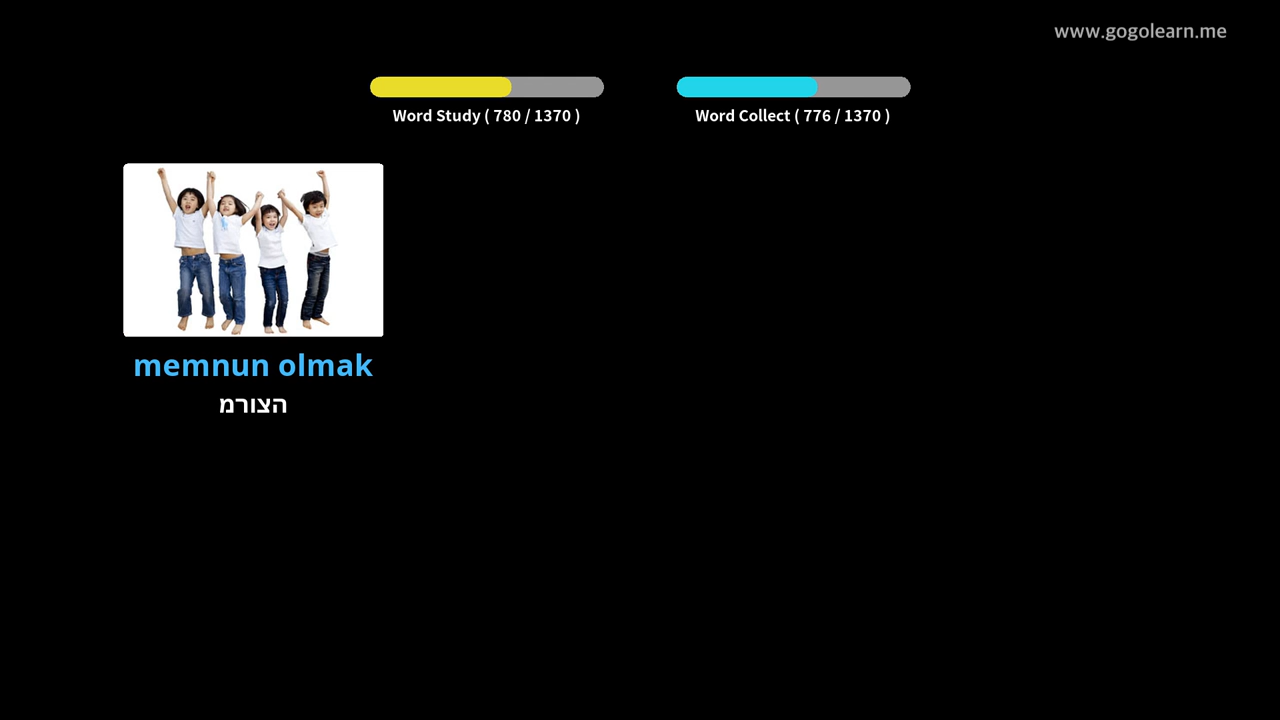 www.gogolearn.me
Word Study ( 780 / 1370 )
Word Collect ( 776 / 1370 )
memnun olmak
הצורמ